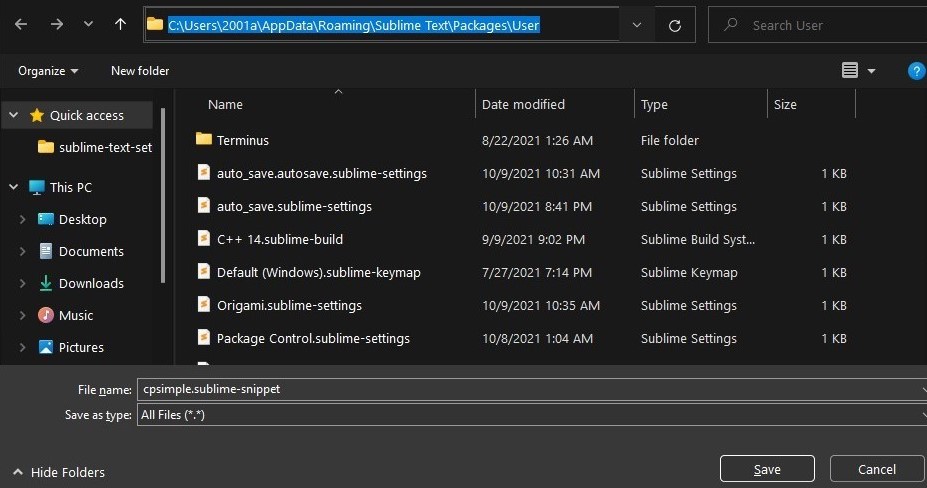 C:\Users\2001a\AppData\Roaming\Sublime Text\Packages\User
Search User
Organize
New folder
?
Name Date modified Type Size
Quick access
sublime-text-set
This PC
Desktop
Documents
Downloads
Music
Pictures
Terminus 8/22/2021 1:26 AM File folder
auto_save.autosave.sublime-settings 10/9/2021 10:31 AM Sublime Settings 1 KB
auto_save.sublime-settings 10/9/2021 8:41 PM Sublime Settings 1 KB
C++ 14.sublime-build 9/9/2021 9:02 PM Sublime Build Syst... 1 KB
Default (Windows).sublime-keymap 7/27/2021 7:14 PM Sublime Keymap 1 KB
Origami.sublime-settings 10/9/2021 10:35 AM Sublime Settings 1 KB
Package Control.sublime-settings 10/8/2021 1:04 AM Sublime Settings 1 KB
File name: cpsimple.sublime-snippet
Save as type: All Files (*.*)
Hide Folders
Save
Cancel